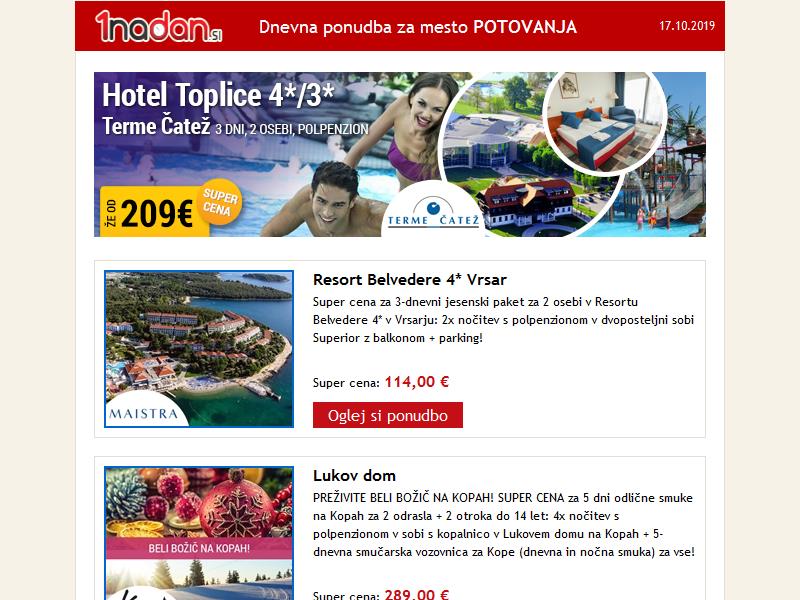 1nadan.si
Dnevna ponudba za mesto POTOVANJA
17.10.2019
Hotel Toplice 4*/3*
Terme Čatež 3 DNI, 2 OSEBI, POLPENZION
ŽE OD 209€
SUPER
CENA
TERME ČATEŽ
Resort Belvedere 4* Vrsar
Super cena za 3-dnevni jesenski paket za 2 osebi v Resortu
Belvedere 4* v Vrsarju: 2x nočitev s polpenzionom v dvoposteljni sobi
Superior z balkonom + parking!
Super cena: 114,00 €
Oglej si ponudbo
MAISTRA
Lukov dom
PREŽIVITE BELI BOŽIČ NA KOPAH! SUPER CENA za 5 dni odlične smuke
na Kopah za 2 odrasla + 2 otroka do 14 let: 4x nočitev s
polpenzionom v sobi s kopalnico v Lukovem domu na Kopah + 5-
dnevna smučarska vozovnica za Kope (dnevna in nočna smuka) za vse!
BELI BOŽIČ NA KOPAH!
Super cena: 289,00 €